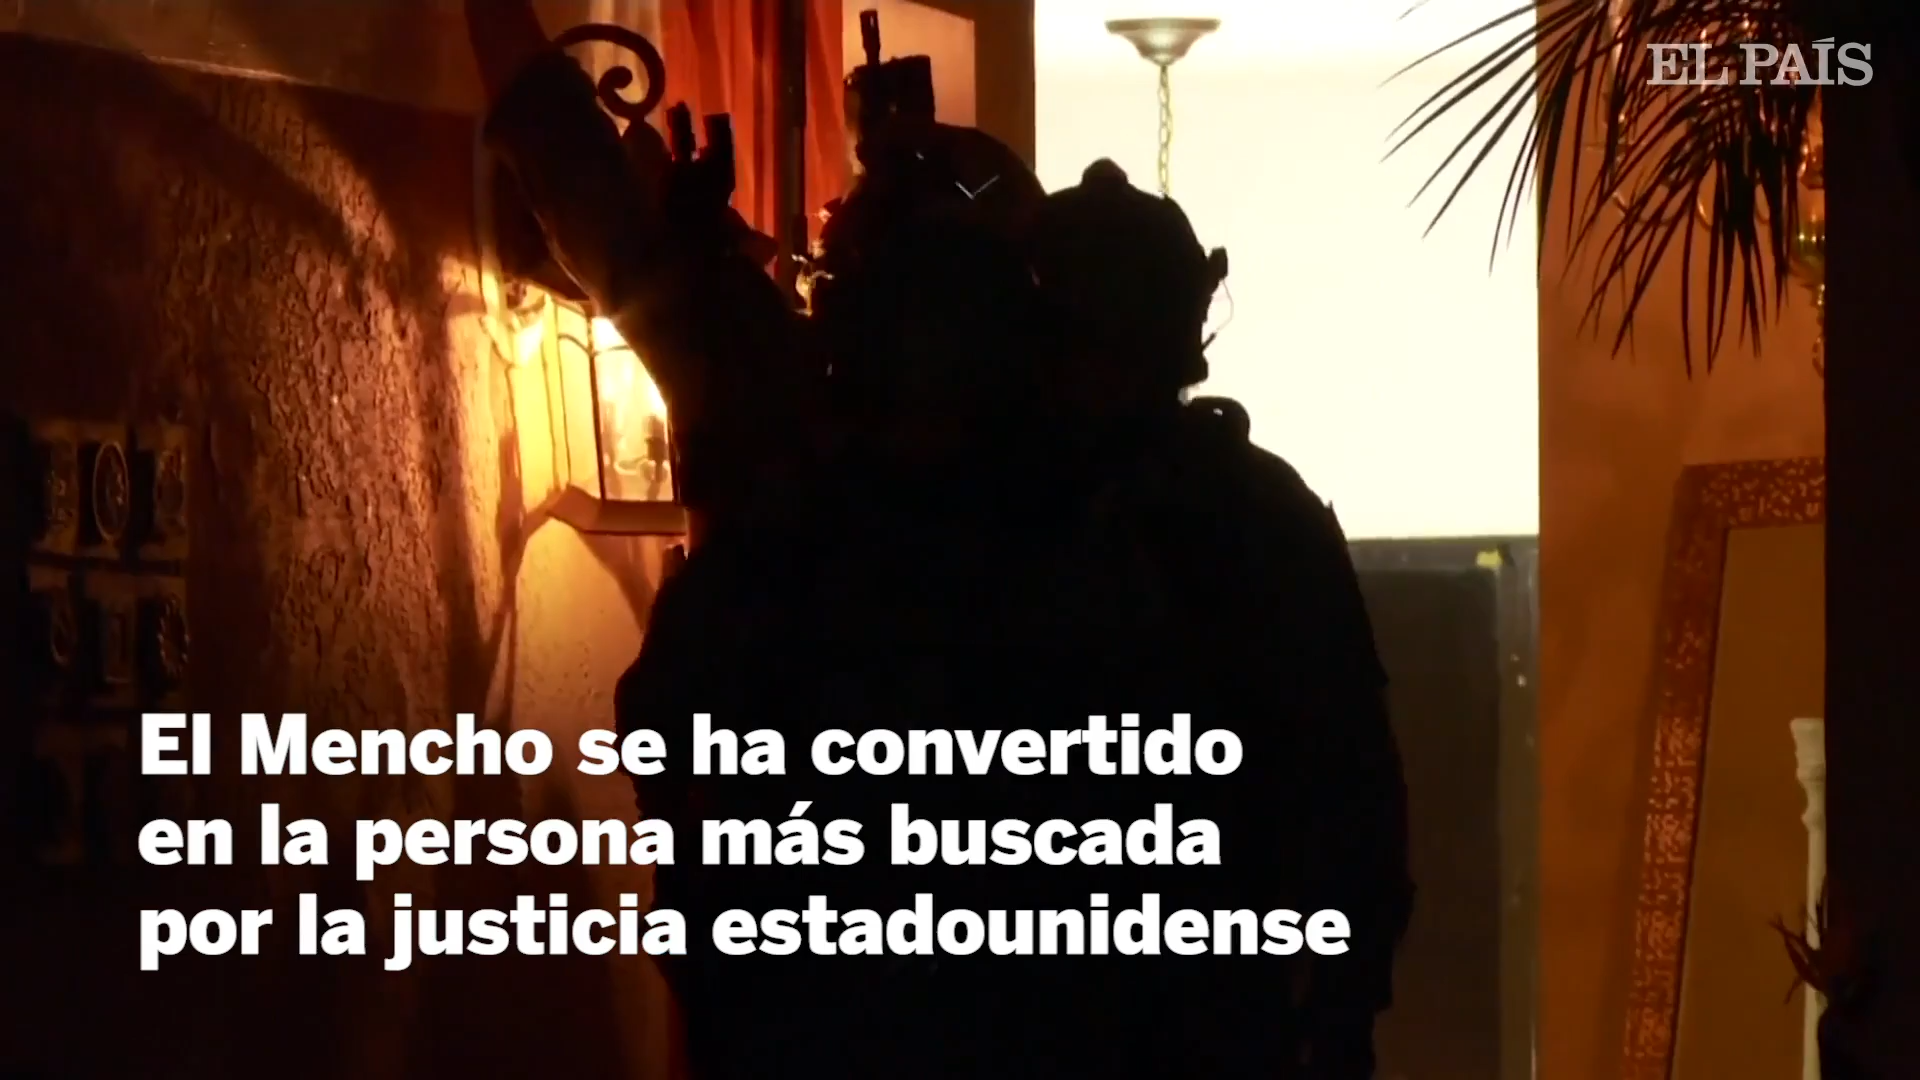 EL PAÍS
El Mencho se ha convertido
en la persona más buscada
por la justicia estadounidense